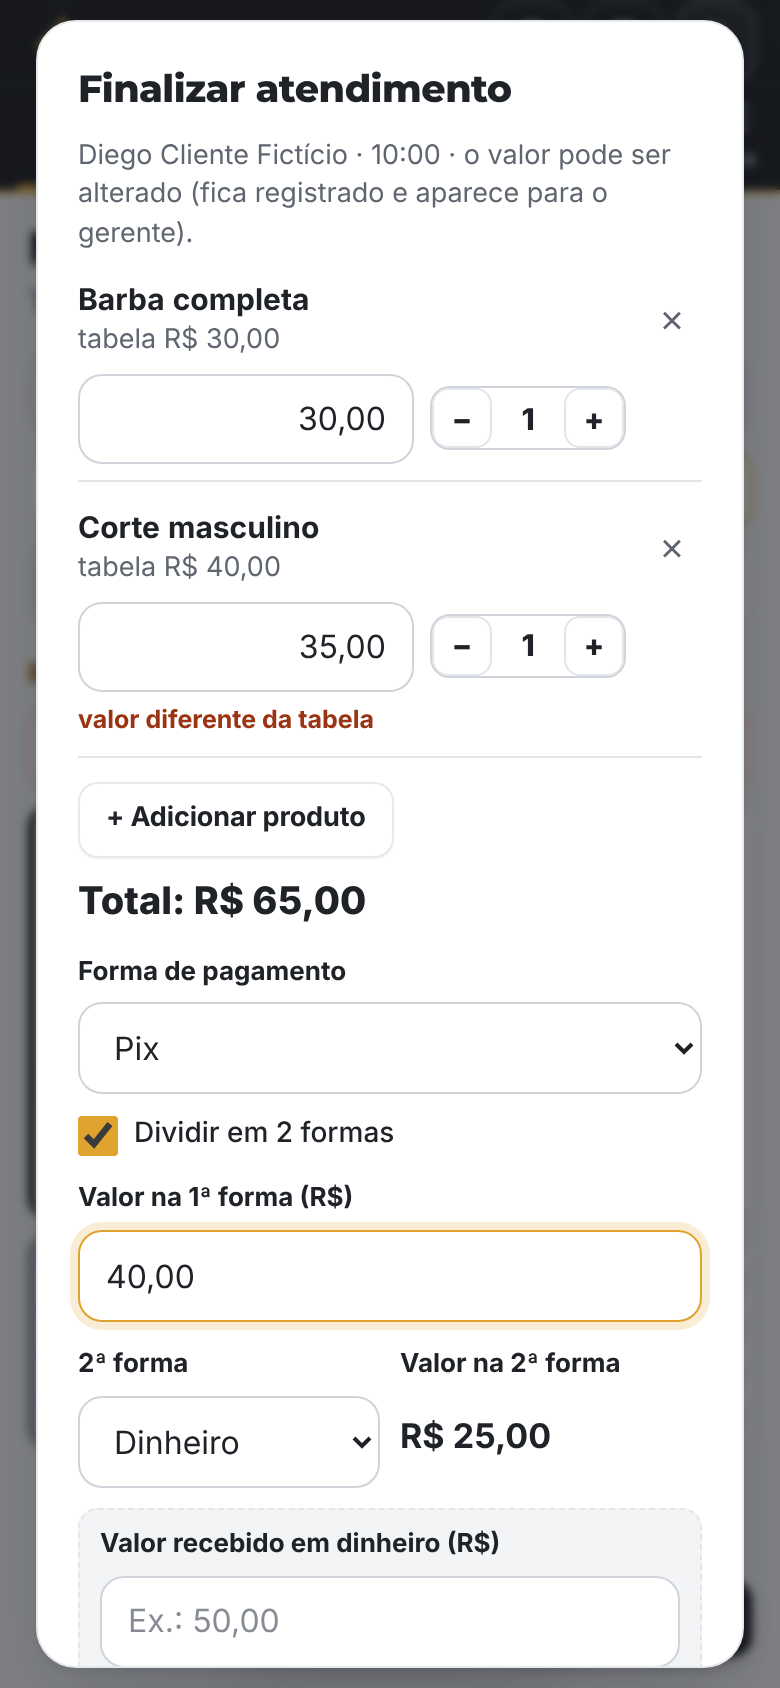 Finalizar atendimento
Diego Cliente Fictício · 10:00 · o valor pode ser
alterado (fica registrado e aparece para o
gerente).
Barba completa
tabela R$ 30,00
×
30,00
– 1 +
Corte masculino
tabela R$ 40,00
×
35,00
– 1 +
valor diferente da tabela
+ Adicionar produto
Total: R$ 65,00
Forma de pagamento
Pix
Dividir em 2 formas
Valor na 1ª forma (R$)
40,00
2ª forma
Valor na 2ª forma
Dinheiro
R$ 25,00
Valor recebido em dinheiro (R$)
Ex.: 50,00